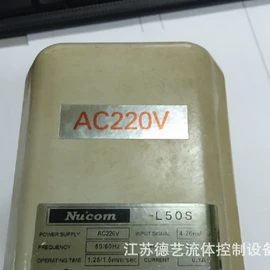 AC220V
Nucom -L50S
POWER SUPPLY AC220V INPUT SIGNAL 4-20mA
FREQUENCY 50/60Hz
OPERATING TIME CURRENT
江苏德艺流体控制设备